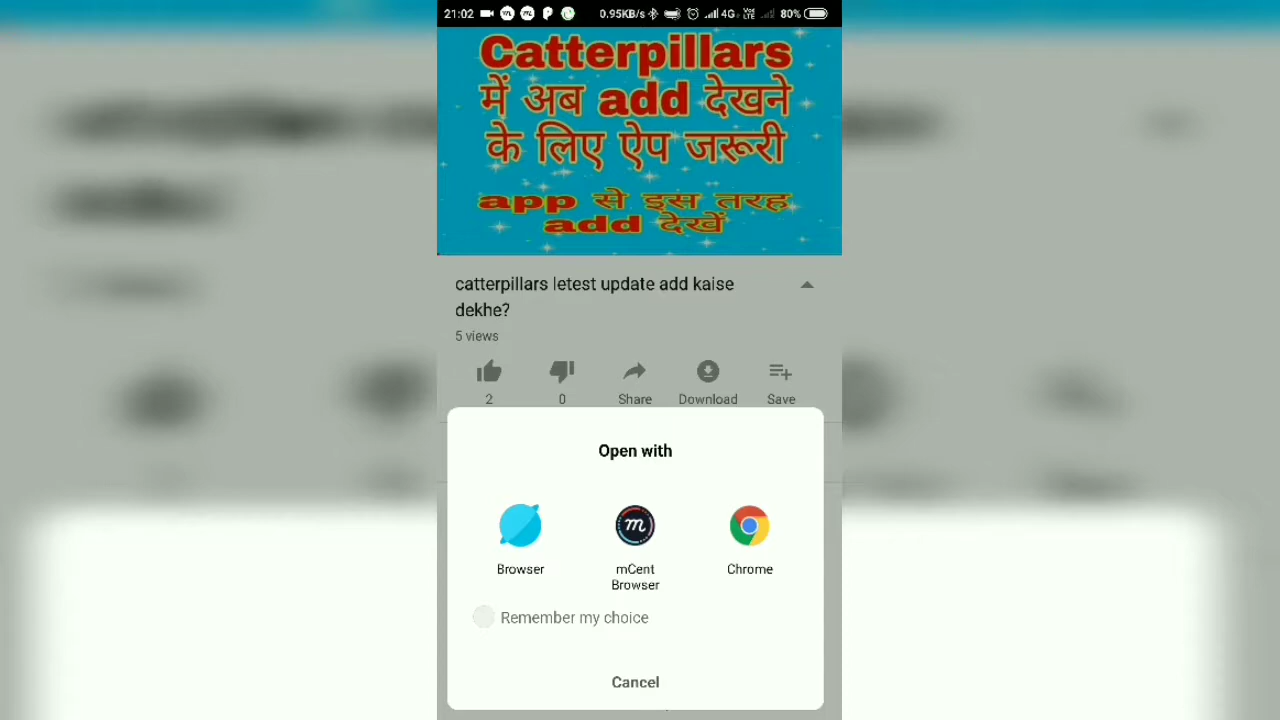 21:02 0.95KB/s 4G Vo LTE 80%
Catterpillars
में अब add देखने
के लिए ऐप जरूरी
app से इस तरह
add देखें
catterpillars letest update add kaise
dekhe?
5 views
2 0 Share Download Save
Open with
Browser mCent Browser Chrome
Remember my choice
Cancel